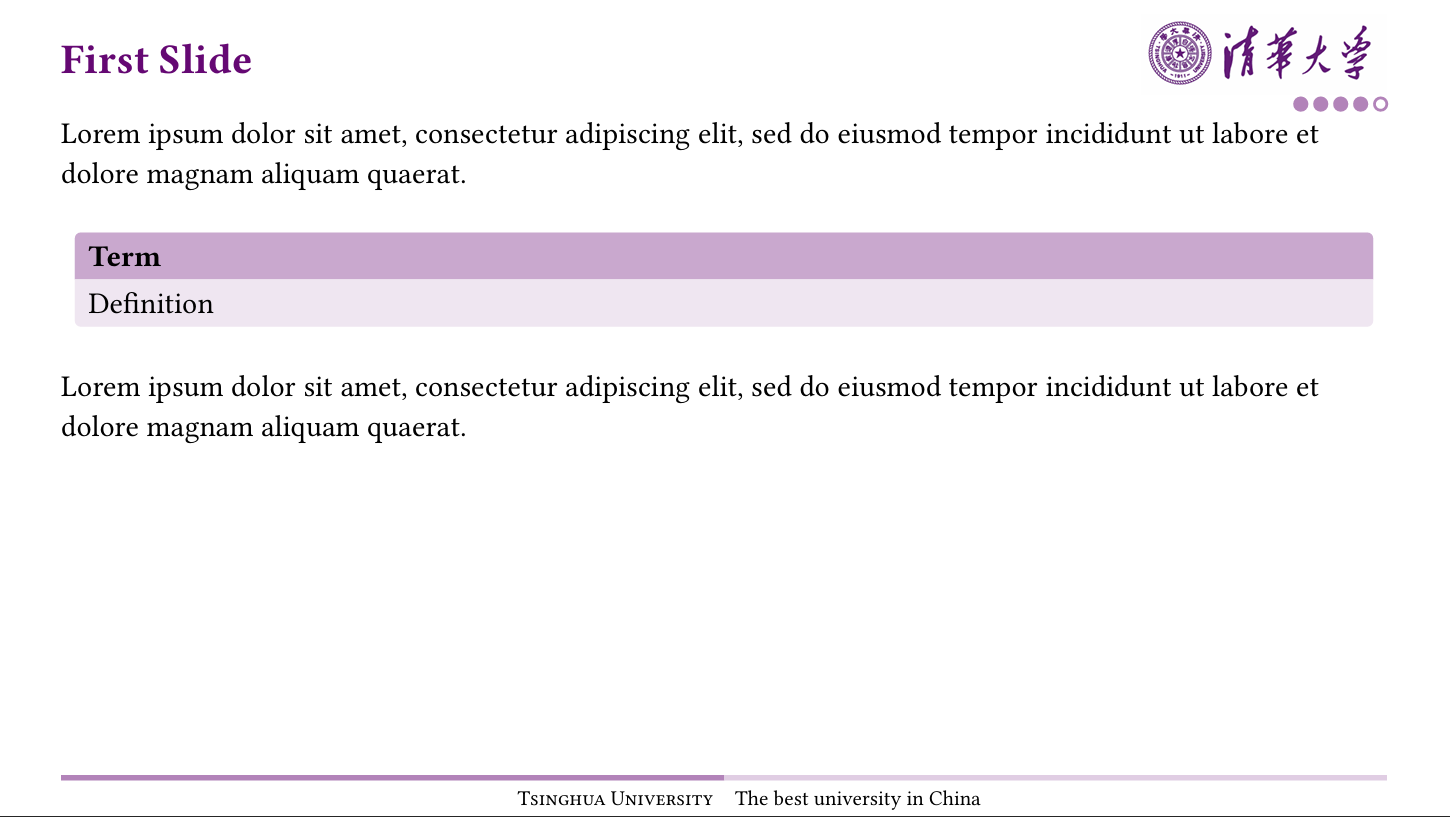 First Slide
清華大学
Lorem ipsum dolor sit amet, consectetur adipiscing elit, sed do eiusmod tempor incididunt ut labore et
dolore magnam aliquam quaerat.
Term
Definition
Lorem ipsum dolor sit amet, consectetur adipiscing elit, sed do eiusmod tempor incididunt ut labore et
dolore magnam aliquam quaerat.
Tsinghua University The best university in China